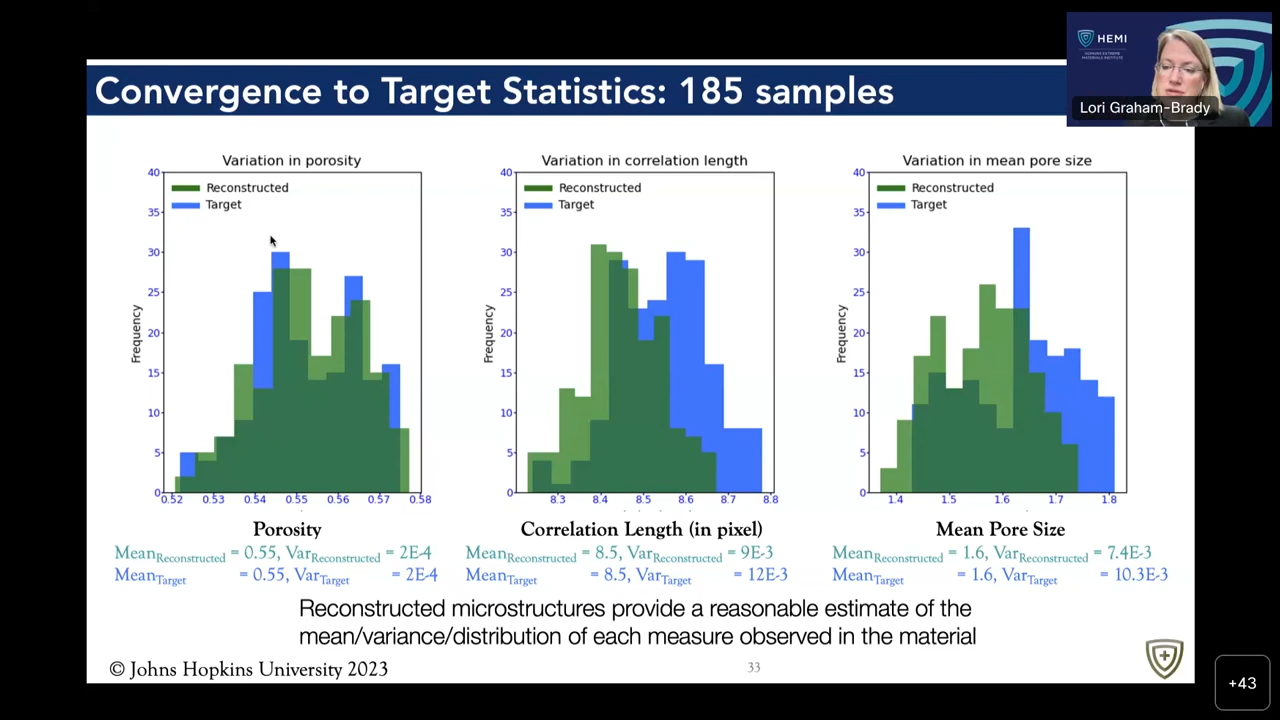 HEMI
HOPKINS EXTREME
MATERIALS INSTITUTE
Lori Graham-Brady
Convergence to Target Statistics: 185 samples
Variation in porosity
40
35
30
25
20
15
10
5
0
Frequency
Reconstructed
Target
0.52 0.53 0.54 0.55 0.56 0.57 0.58
Variation in correlation length
40
35
30
25
20
15
10
5
0
Frequency
Reconstructed
Target
8.3 8.4 8.5 8.6 8.7 8.8
Variation in mean pore size
40
35
30
25
20
15
10
5
0
Frequency
Reconstructed
Target
1.4 1.5 1.6 1.7 1.8
Porosity
MeanReconstructed = 0.55, VarReconstructed = 2E-4
MeanTarget = 0.55, VarTarget = 2E-4
Correlation Length (in pixel)
MeanReconstructed = 8.5, VarReconstructed = 9E-3
MeanTarget = 8.5, VarTarget = 12E-3
Mean Pore Size
MeanReconstructed = 1.6, VarReconstructed = 7.4E-3
MeanTarget = 1.6, VarTarget = 10.3E-3
Reconstructed microstructures provide a reasonable estimate of the
mean/variance/distribution of each measure observed in the material
© Johns Hopkins University 2023
33
+43